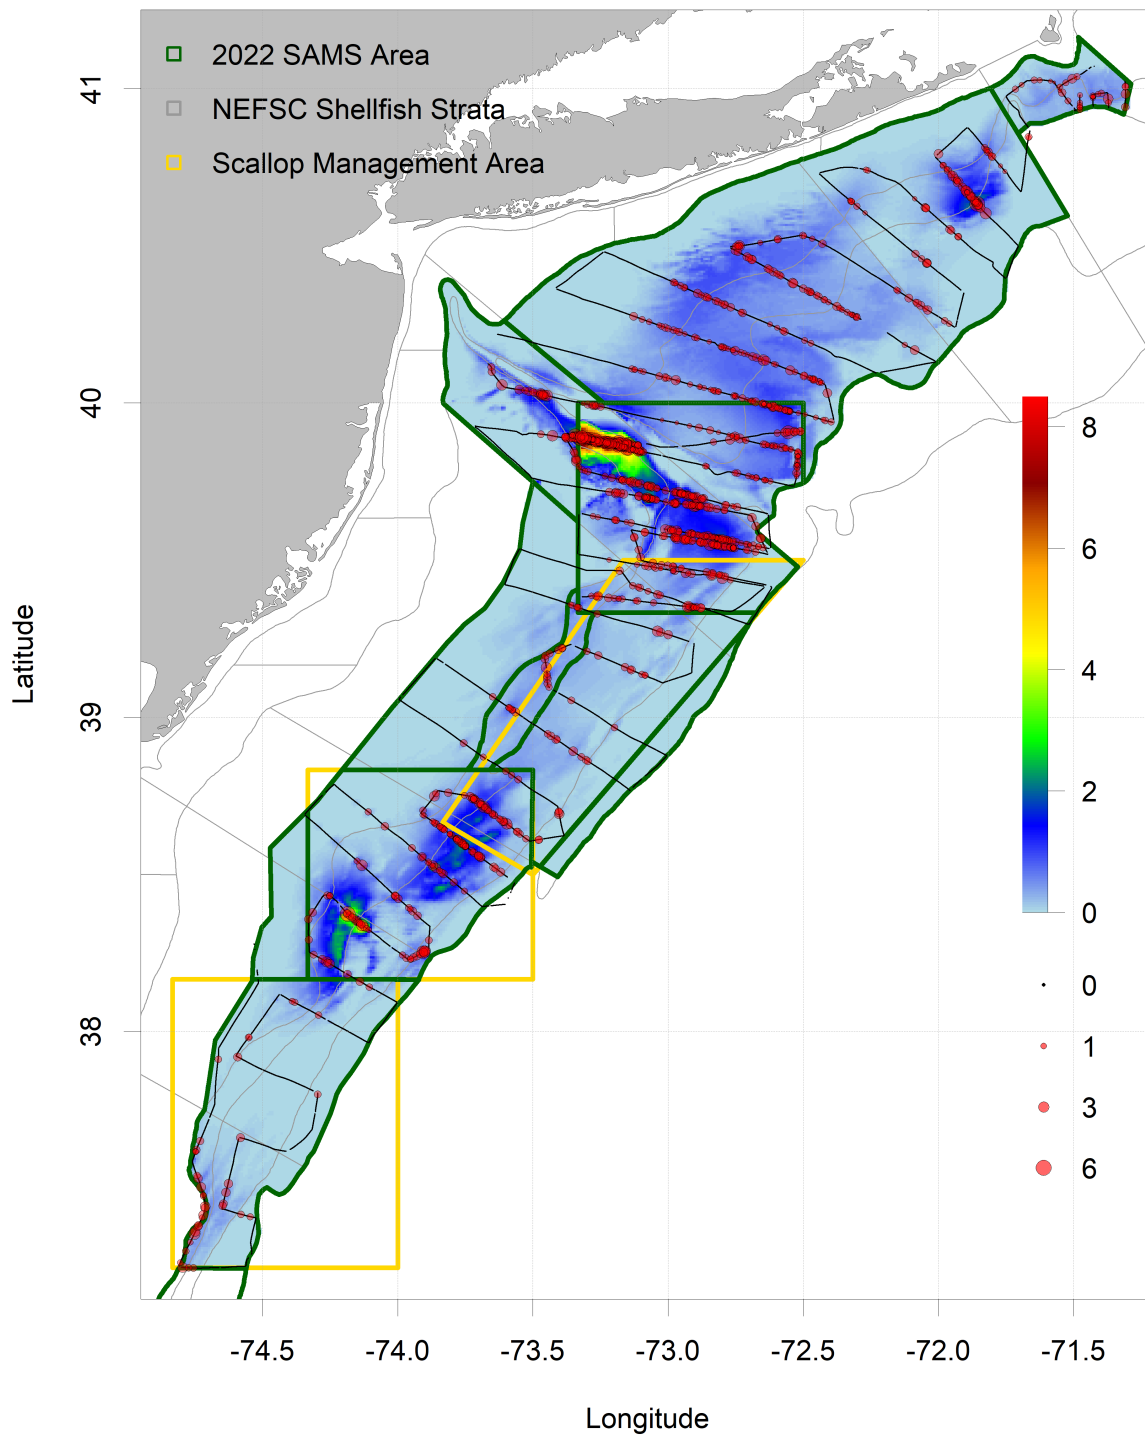 2022 SAMS Area
NEFSC Shellfish Strata
Scallop Management Area
41
40
39
38
Latitude
8
6
4
2
0
0
1
3
6
-74.5 -74.0 -73.5 -73.0 -72.5 -72.0 -71.5
Longitude